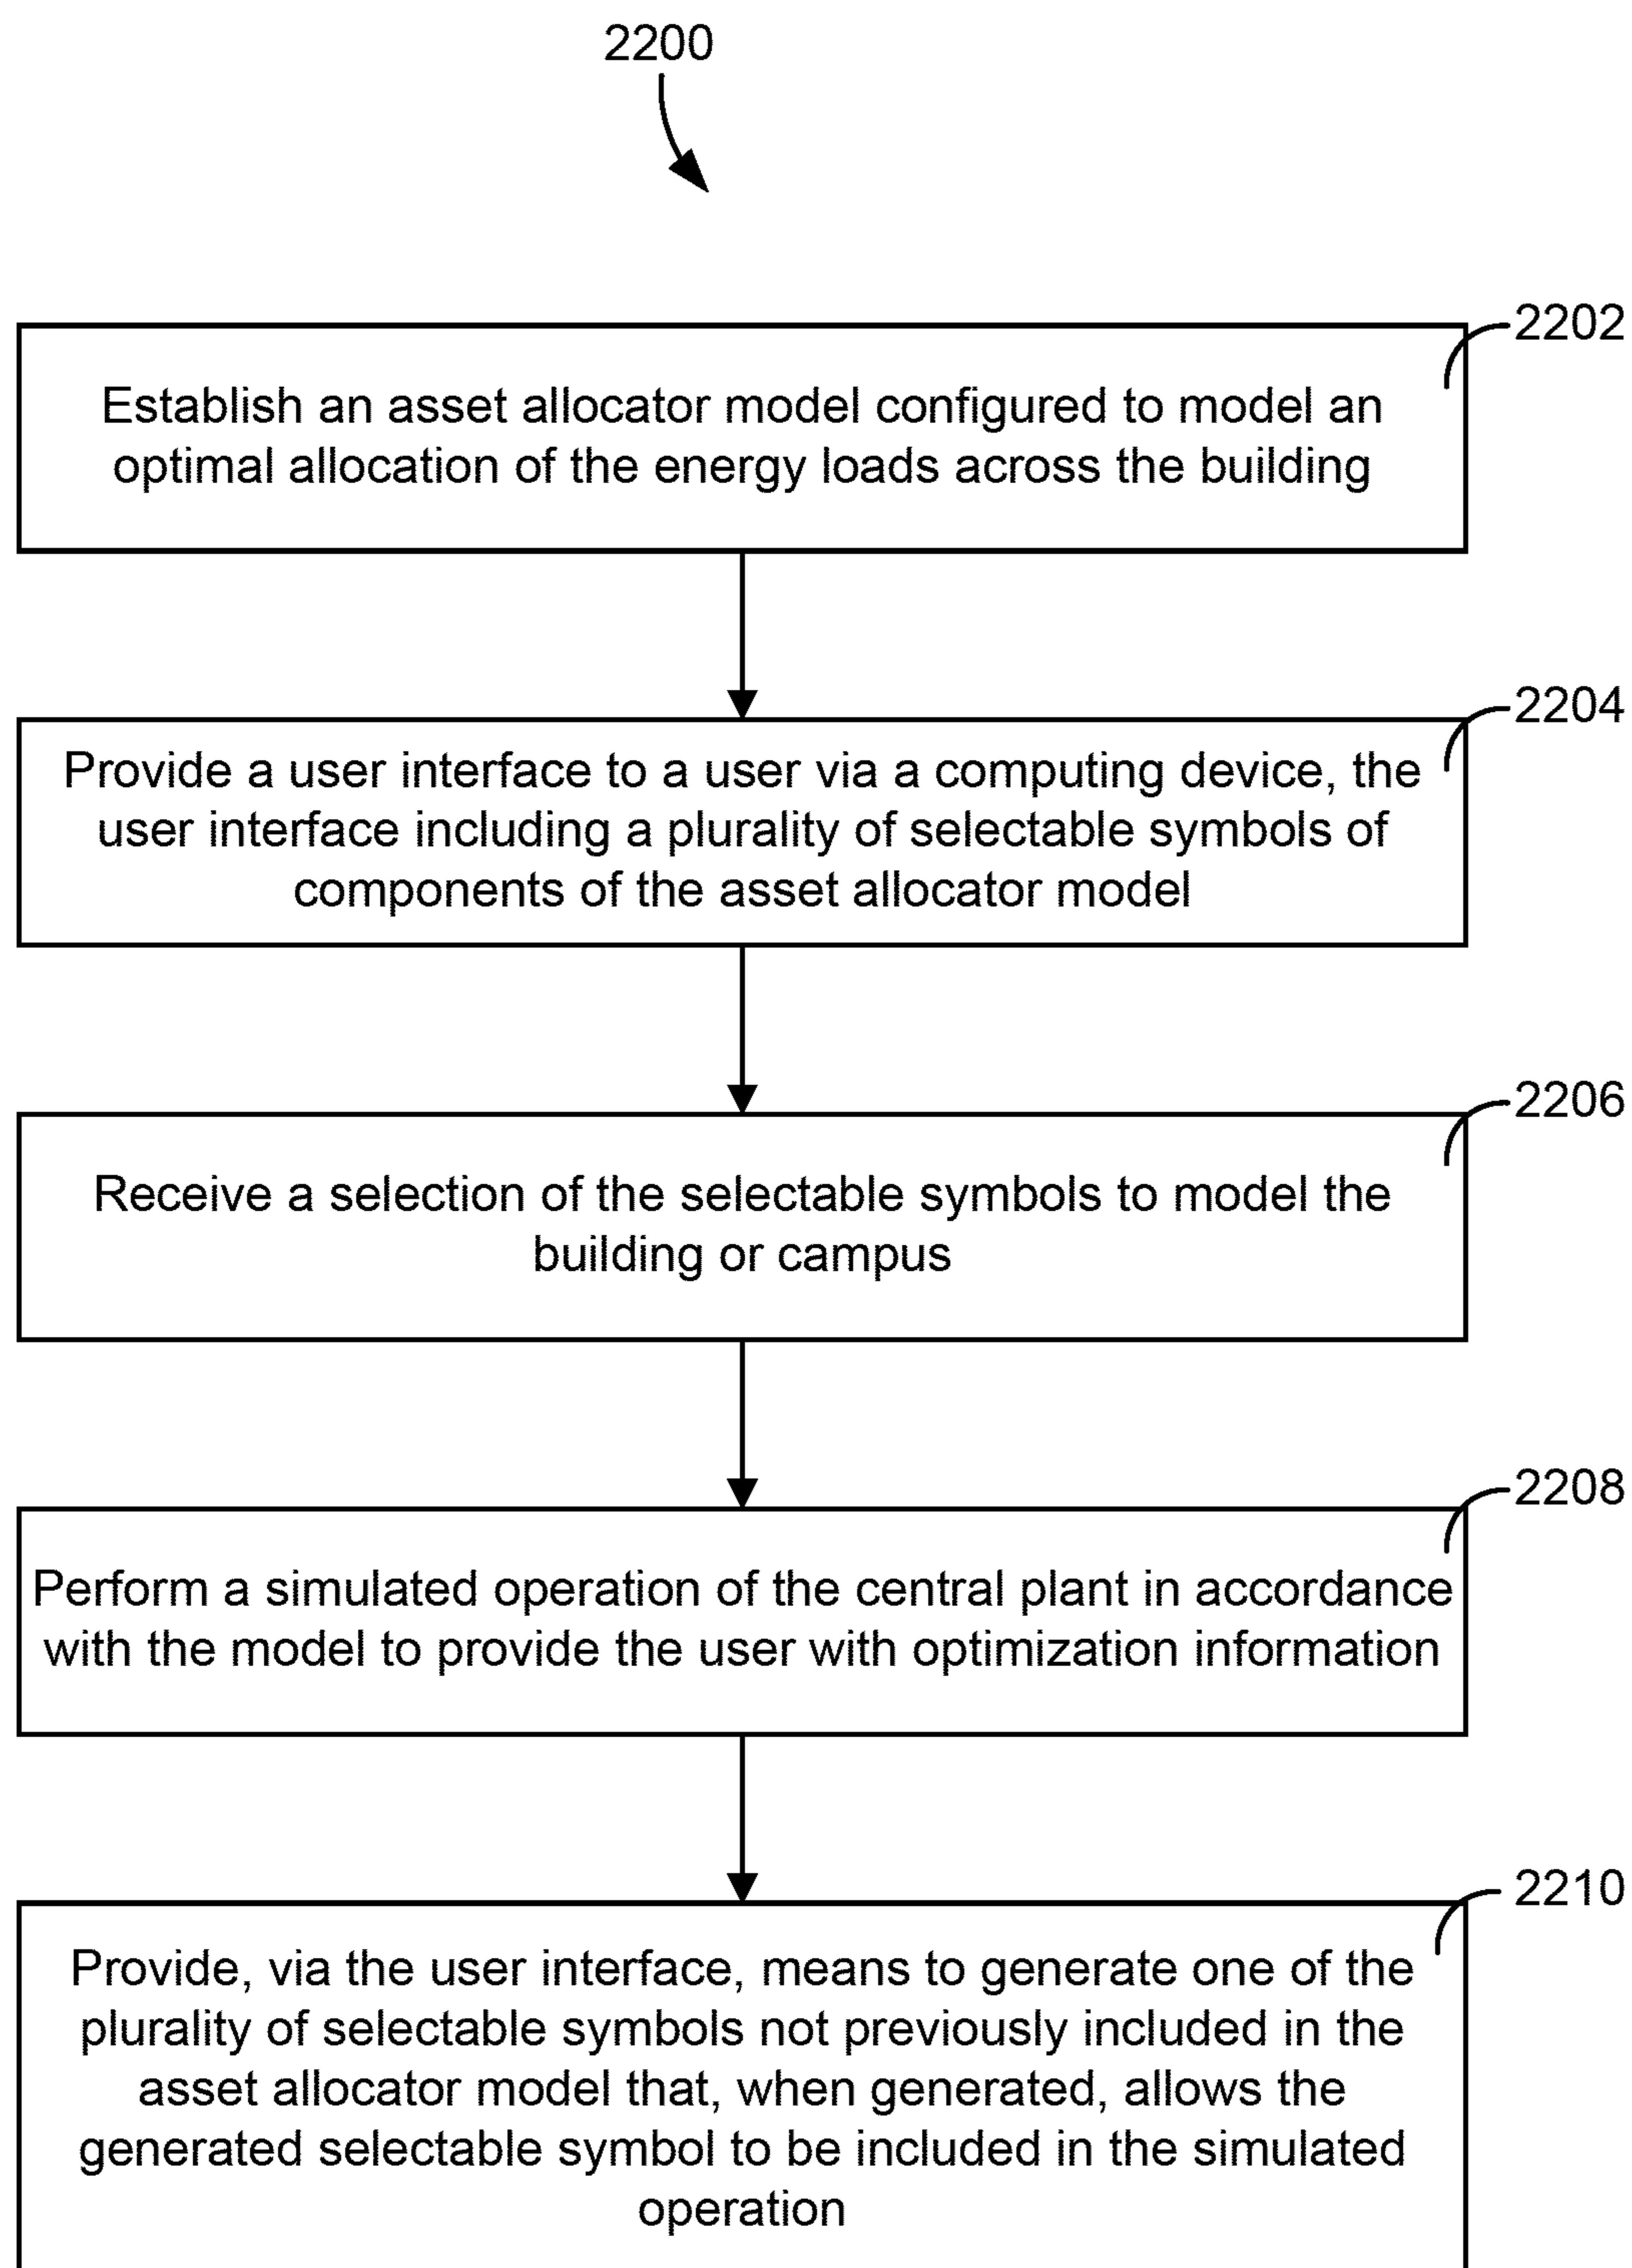 2200
2202
Establish an asset allocator model configured to model an
optimal allocation of the energy loads across the building
2204
Provide a user interface to a user via a computing device, the
user interface including a plurality of selectable symbols of
components of the asset allocator model
2206
Receive a selection of the selectable symbols to model the
building or campus
2208
Perform a simulated operation of the central plant in accordance
with the model to provide the user with optimization information
2210
Provide, via the user interface, means to generate one of the
plurality of selectable symbols not previously included in the
asset allocator model that, when generated, allows the
generated selectable symbol to be included in the simulated
operation